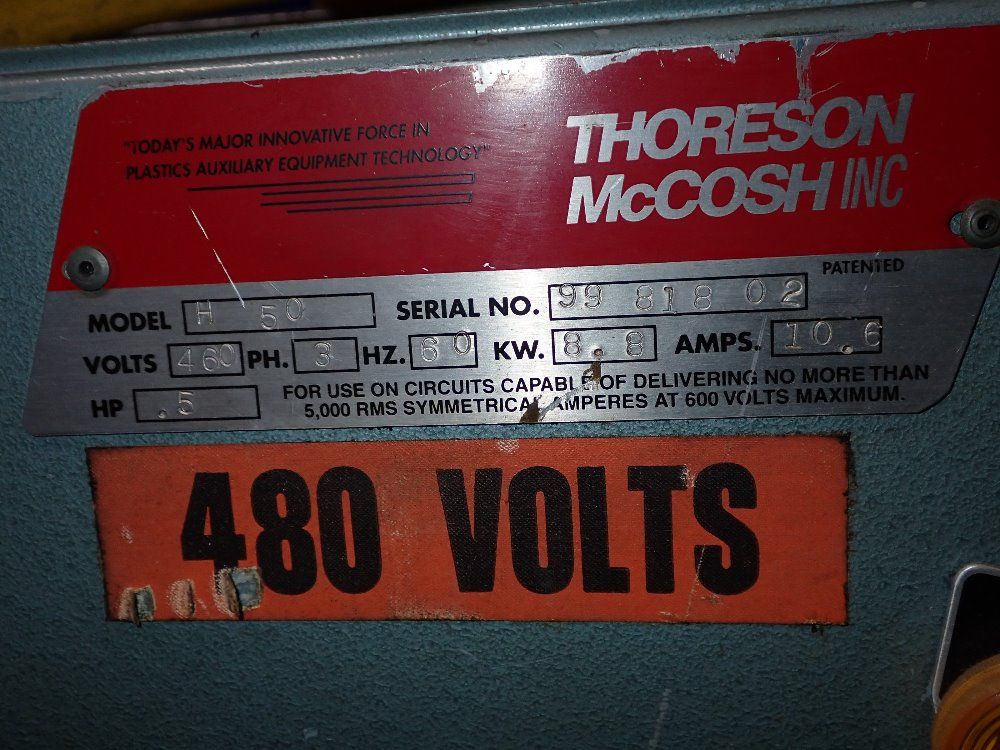 "TODAY'S MAJOR INNOVATIVE FORCE IN
PLASTICS AUXILIARY EQUIPMENT TECHNOLOGY"
THORESON
McCOSH INC
PATENTED
MODEL H 50 SERIAL NO. 99 818 02
VOLTS 460 PH. 3 HZ. 60 KW. 8.8 AMPS. 10.6
HP .5
FOR USE ON CIRCUITS CAPABLE OF DELIVERING NO MORE THAN
5,000 RMS SYMMETRICAL AMPERES AT 600 VOLTS MAXIMUM.
480 VOLTS